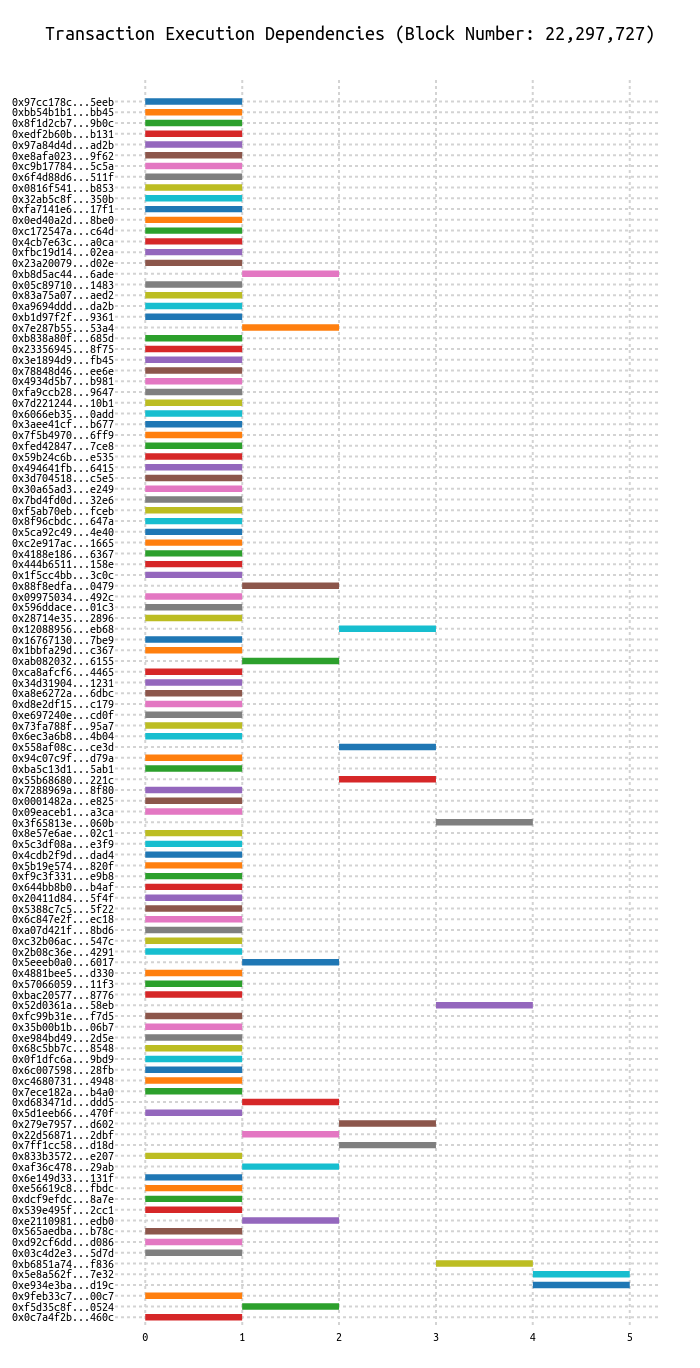 Transaction Execution Dependencies (Block Number: 22,297,727)
0x97cc178c...5eeb
0xbb54b1b1...bb45
0x8f1d2cb7...9b0c
0xedf2b60b...b131
0x97a84d4d...ad2b
0xe8afa023...9f62
0xc9b17784...5c5a
0x6f4d88d6...511f
0x0816f541...b853
0x32ab5c8f...350b
0xfa7141e6...17f1
0x0ed40a2d...8be0
0xc172547a...c64d
0x4cb7e63c...a0ca
0xfbc19d14...02ea
0x23a20079...d02e
0xb8d5ac44...6ade
0x05c89710...1483
0x83a75a07...aed2
0xa9694ddd...da2b
0xb1d97f2f...9361
0x7e287b55...53a4
0xb838a80f...685d
0x23356945...8f75
0x3e1894d9...fb45
0x78848d46...ee6e
0x4934d5b7...b981
0xfa9ccb28...9647
0x7d221244...10b1
0x6066eb35...0add
0x3aee41cf...b677
0x7f5b4970...6ff9
0xfed42847...7ce8
0x59b24c6b...e535
0x494641fb...6415
0x3d704518...c5e5
0x30a65ad3...e249
0x7bd4fd0d...32e6
0xf5ab70eb...fceb
0x8f96cbdc...647a
0x5ca92c49...4e40
0xc2e917ac...1665
0x4188e186...6367
0x444b6511...158e
0x1f5cc4bb...3c0c
0x88f8edfa...0479
0x09975034...492c
0x596ddace...01c3
0x28714e35...2896
0x12088956...eb68
0x16767130...7be9
0x1bbfa29d...c367
0xab082032...6155
0xca8afcf6...4465
0x34d31904...1231
0xa8e6272a...6dbc
0xd8e2df15...c179
0xe697240e...cd0f
0x73fa788f...95a7
0x6ec3a6b8...4b04
0x558af08c...ce3d
0x94c07c9f...d79a
0xba5c13d1...5ab1
0x55b68680...221c
0x7288969a...8f80
0x0001482a...e825
0x09eaceb1...a3ca
0x3f65813e...060b
0x8e57e6ae...02c1
0x5c3df08a...e3f9
0x4cdb2f9d...dad4
0x5b19e574...820f
0xf9c3f331...e9b8
0x644bb8b0...b4af
0x20411d84...5f4f
0x5388c7c5...5f22
0x6c847e2f...ec18
0xa07d421f...8bd6
0xc32b06ac...547c
0x2b08c36e...4291
0x5eeeb0a0...6017
0x4881bee5...d330
0x57066059...11f3
0xbac20577...8776
0x52d0361a...58eb
0xfc99b31e...f7d5
0x35b00b1b...06b7
0xe984bd49...2d5e
0x68c5bb7c...8548
0x0f1dfc6a...9bd9
0x6c007598...28fb
0xc4680731...4948
0x7ece182a...b4a0
0xd683471d...ddd5
0x5d1eeb66...470f
0x279e7957...d602
0x22d56871...2dbf
0x7ff1cc58...d18d
0x833b3572...e207
0xaf36c478...29ab
0x6e149d33...131f
0xe56619c8...fbdc
0xdcf9efdc...8a7e
0x539e495f...2cc1
0xe2110981...edb0
0x565aedba...b78c
0xd92cf6dd...d086
0x03c4d2e3...5d7d
0xb6851a74...f836
0x5e8a562f...7e32
0xe934e3ba...d19c
0x9feb33c7...00c7
0xf5d35c8f...0524
0x0c7a4f2b...460c
0 1 2 3 4 5